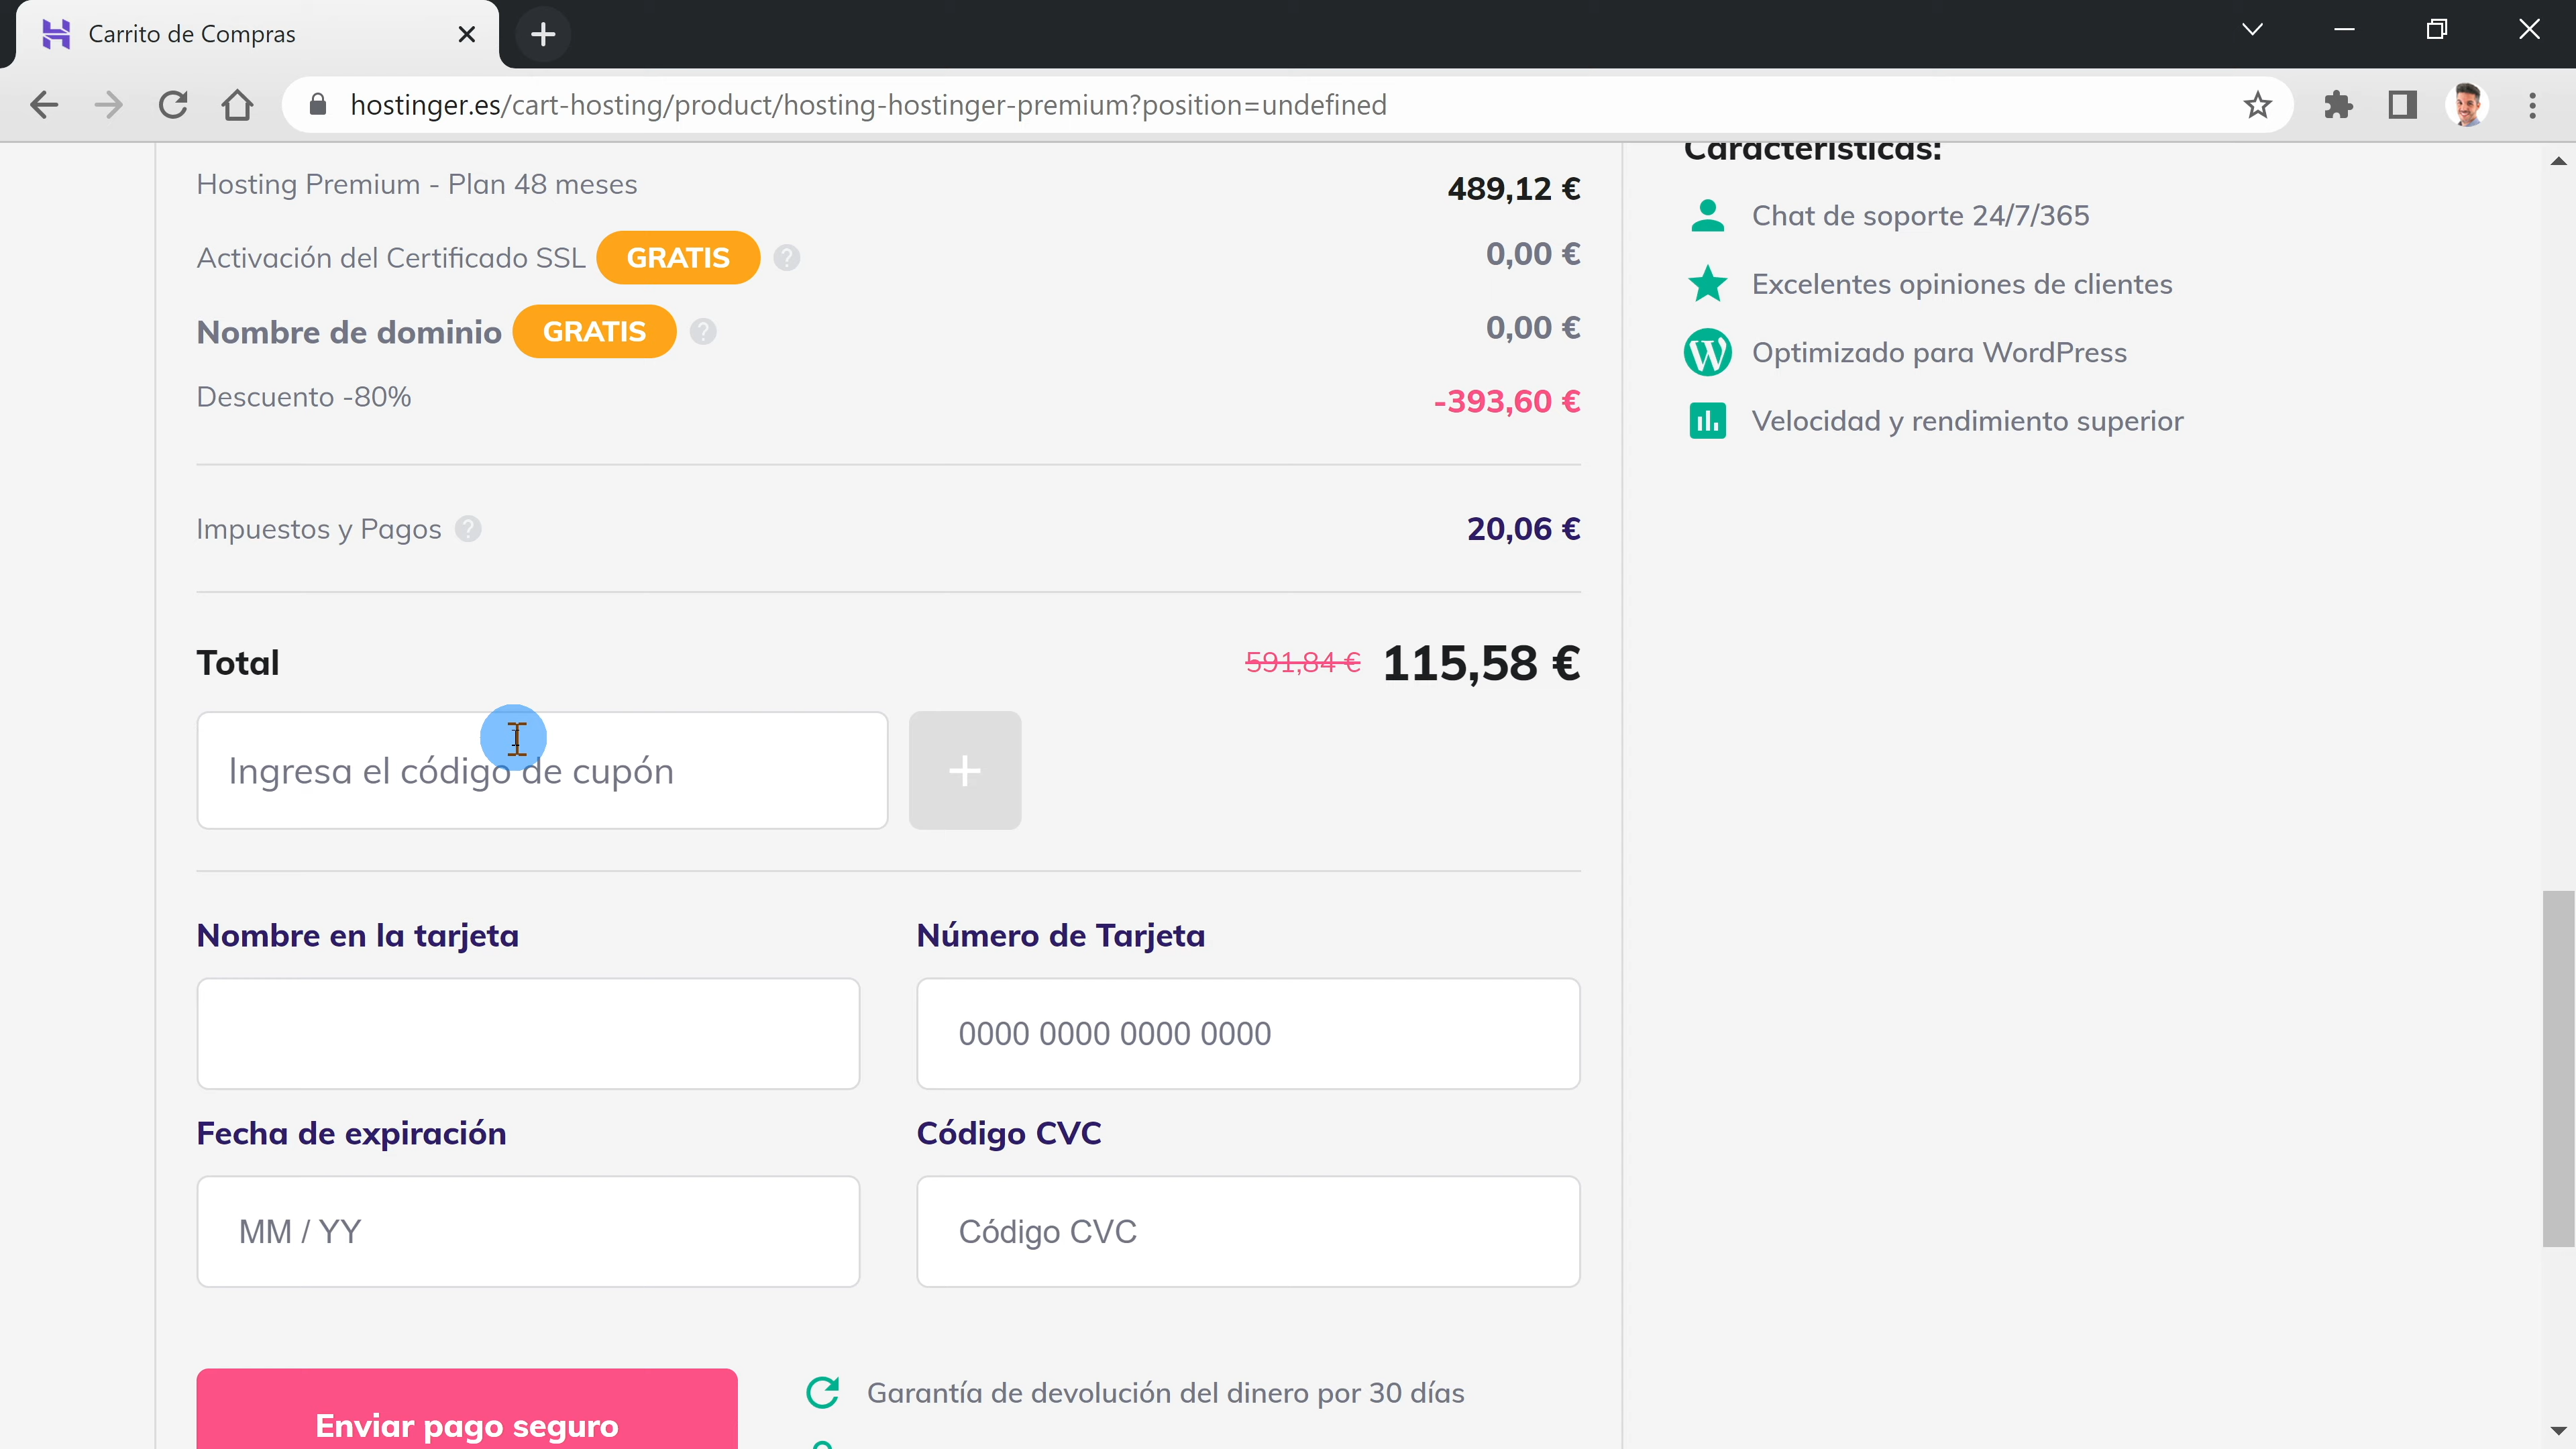 Carrito de Compras
hostinger.es/cart-hosting/product/hosting-hostinger-premium?position=undefined
Hosting Premium - Plan 48 meses 489,12 €
Activación del Certificado SSL GRATIS ? 0,00 €
Nombre de dominio GRATIS ? 0,00 €
Descuento -80% -393,60 €
Impuestos y Pagos ? 20,06 €
Total 591,84 € 115,58 €
Ingresa el código de cupón +
Nombre en la tarjeta Número de Tarjeta
0000 0000 0000 0000
Fecha de expiración Código CVC
MM / YY Código CVC
Enviar pago seguro
Garantía de devolución del dinero por 30 días
Características:
Chat de soporte 24/7/365
Excelentes opiniones de clientes
Optimizado para WordPress
Velocidad y rendimiento superior